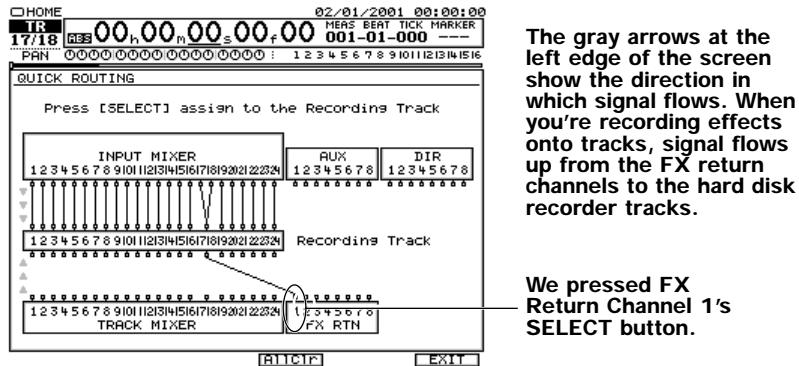 HOME 02/01/2001 00:00:00
TR 17/18 ABS 00h00m00s00f00 MEAS BEAT TICK MARKER
001-01-000 ---
PAN 1 2 3 4 5 6 7 8 9 10 11 12 13 14 15 16
QUICK ROUTING
Press [SELECT] assign to the Recording Track
INPUT MIXER AUX DIR
1 2 3 4 5 6 7 8 9 10 11 12 13 14 15 16 17 18 19 20 21 22 23 24 1 2 3 4 5 6 7 8 1 2 3 4 5 6 7 8
1 2 3 4 5 6 7 8 9 10 11 12 13 14 15 16 17 18 19 20 21 22 23 24 Recording Track
1 2 3 4 5 6 7 8 9 10 11 12 13 14 15 16 17 18 19 20 21 22 23 24 1 2 3 4 5 6 7 8
TRACK MIXER FX RTN
AllClr EXIT
The gray arrows at the
left edge of the screen
show the direction in
which signal flows. When
you're recording effects
onto tracks, signal flows
up from the FX return
channels to the hard disk
recorder tracks.
We pressed FX
Return Channel 1's
SELECT button.